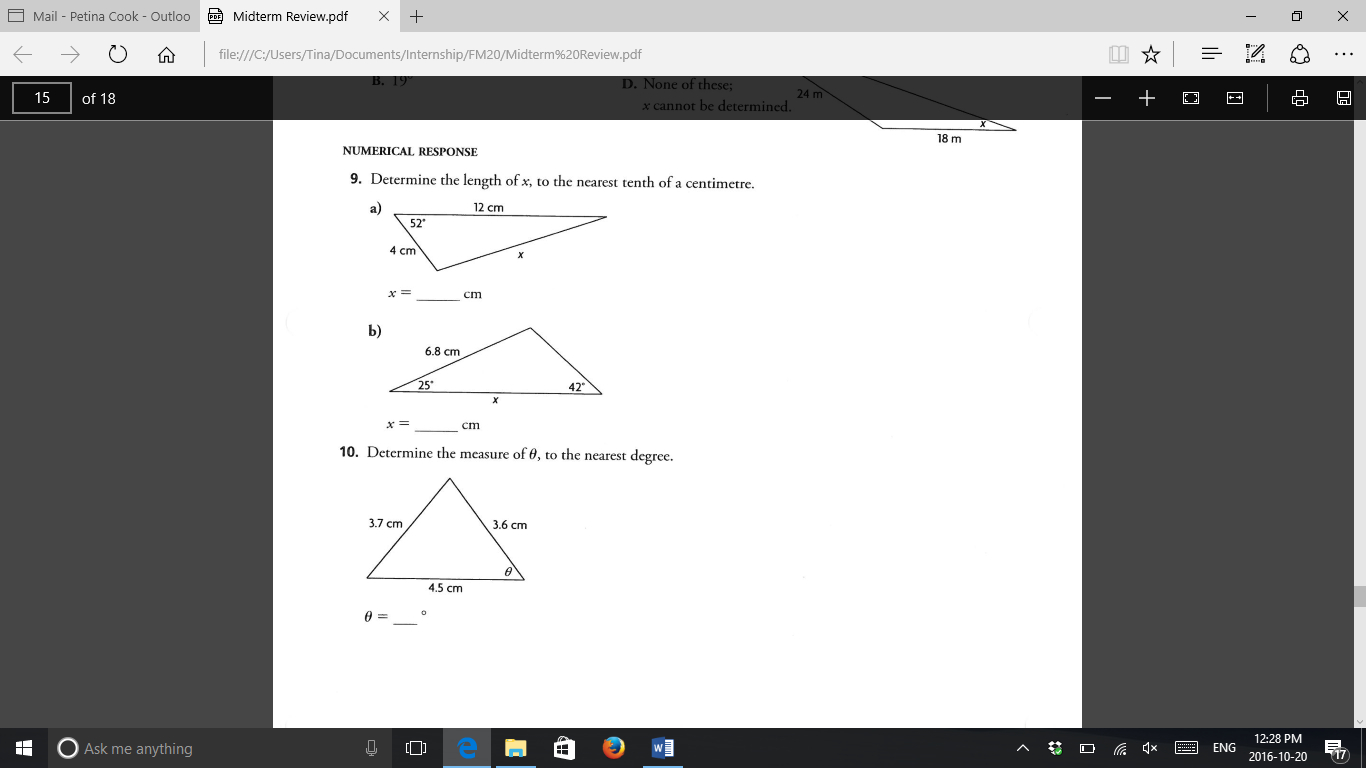 Mail - Petina Cook - Outloo
Midterm Review.pdf
file:///C:/Users/Tina/Documents/Internship/FM20/Midterm%20Review.pdf
15 of 18
B. 19°
D. None of these;
x cannot be determined.
24 m
x
18 m
NUMERICAL RESPONSE
9. Determine the length of x, to the nearest tenth of a centimetre.
a)
12 cm
52°
4 cm
x
x = ____ cm
b)
6.8 cm
25°
42°
x
x = ____ cm
10. Determine the measure of θ, to the nearest degree.
3.7 cm
3.6 cm
θ
4.5 cm
θ = ___ °
Ask me anything
ENG
12:28 PM
2016-10-20
17